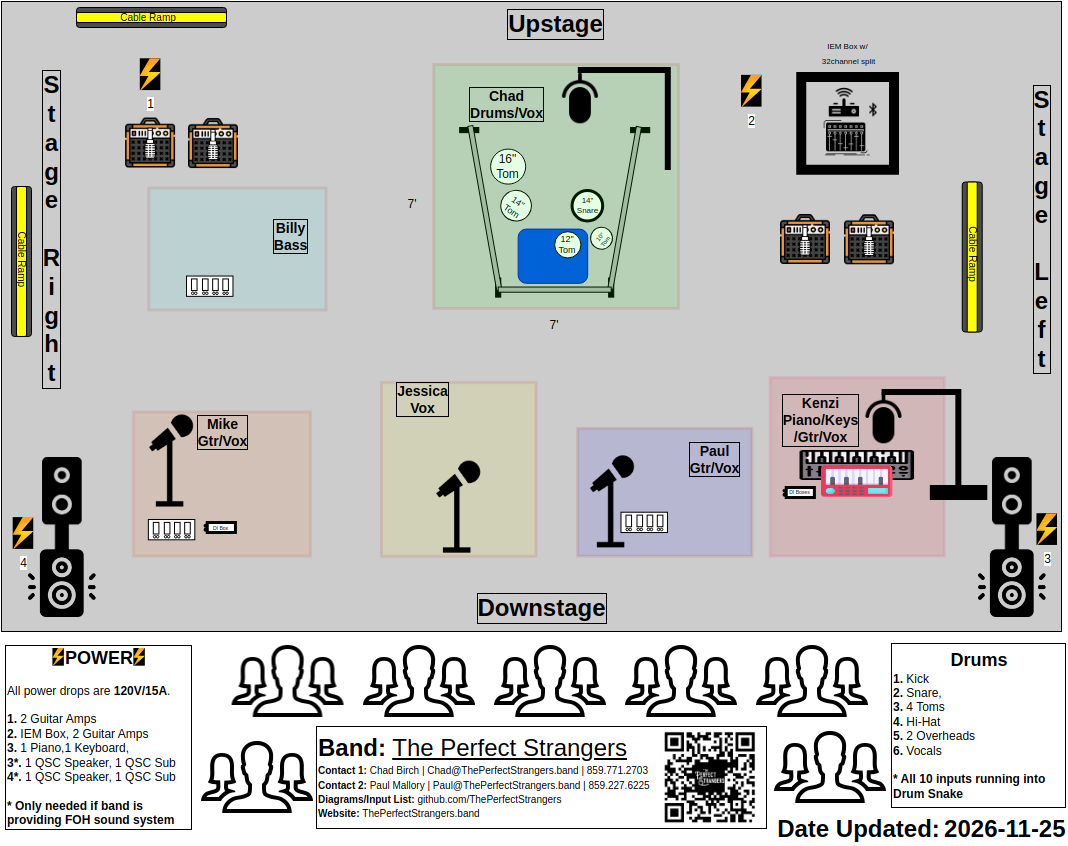 Cable Ramp
Upstage
IEM Box w/
32channel split
1
2
Stage Right
Stage Left
Chad
Drums/Vox
16"
Tom
14"
Tom
14"
Snare
12"
Tom
10"
Tom
7'
7'
Billy
Bass
Cable Ramp
Cable Ramp
Mike
Gtr/Vox
Jessica
Vox
Paul
Gtr/Vox
Kenzi
Piano/Keys
/Gtr/Vox
DI Box
DI Boxes
4
3
Downstage
POWER
All power drops are 120V/15A.
1. 2 Guitar Amps
2. IEM Box, 2 Guitar Amps
3. 1 Piano,1 Keyboard,
3*. 1 QSC Speaker, 1 QSC Sub
4*. 1 QSC Speaker, 1 QSC Sub
* Only needed if band is
providing FOH sound system
Band: The Perfect Strangers
Contact 1: Chad Birch | Chad@ThePerfectStrangers.band | 859.771.2703
Contact 2: Paul Mallory | Paul@ThePerfectStrangers.band | 859.227.6225
Diagrams/Input List: github.com/ThePerfectStrangers
Website: ThePerfectStrangers.band
PERFECT
STRANGERS
Drums
1. Kick
2. Snare,
3. 4 Toms
4. Hi-Hat
5. 2 Overheads
6. Vocals
* All 10 inputs running into
Drum Snake
Date Updated: 2026-11-25